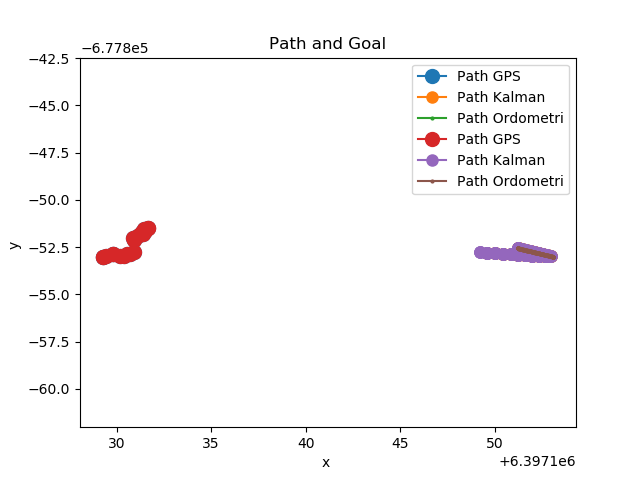 Path and Goal
−6.778e5
−42.5
−45.0
−47.5
−50.0
−52.5
−55.0
−57.5
−60.0
y
Path GPS
Path Kalman
Path Ordometri
Path GPS
Path Kalman
Path Ordometri
30
35
40
45
50
x
+6.3971e6